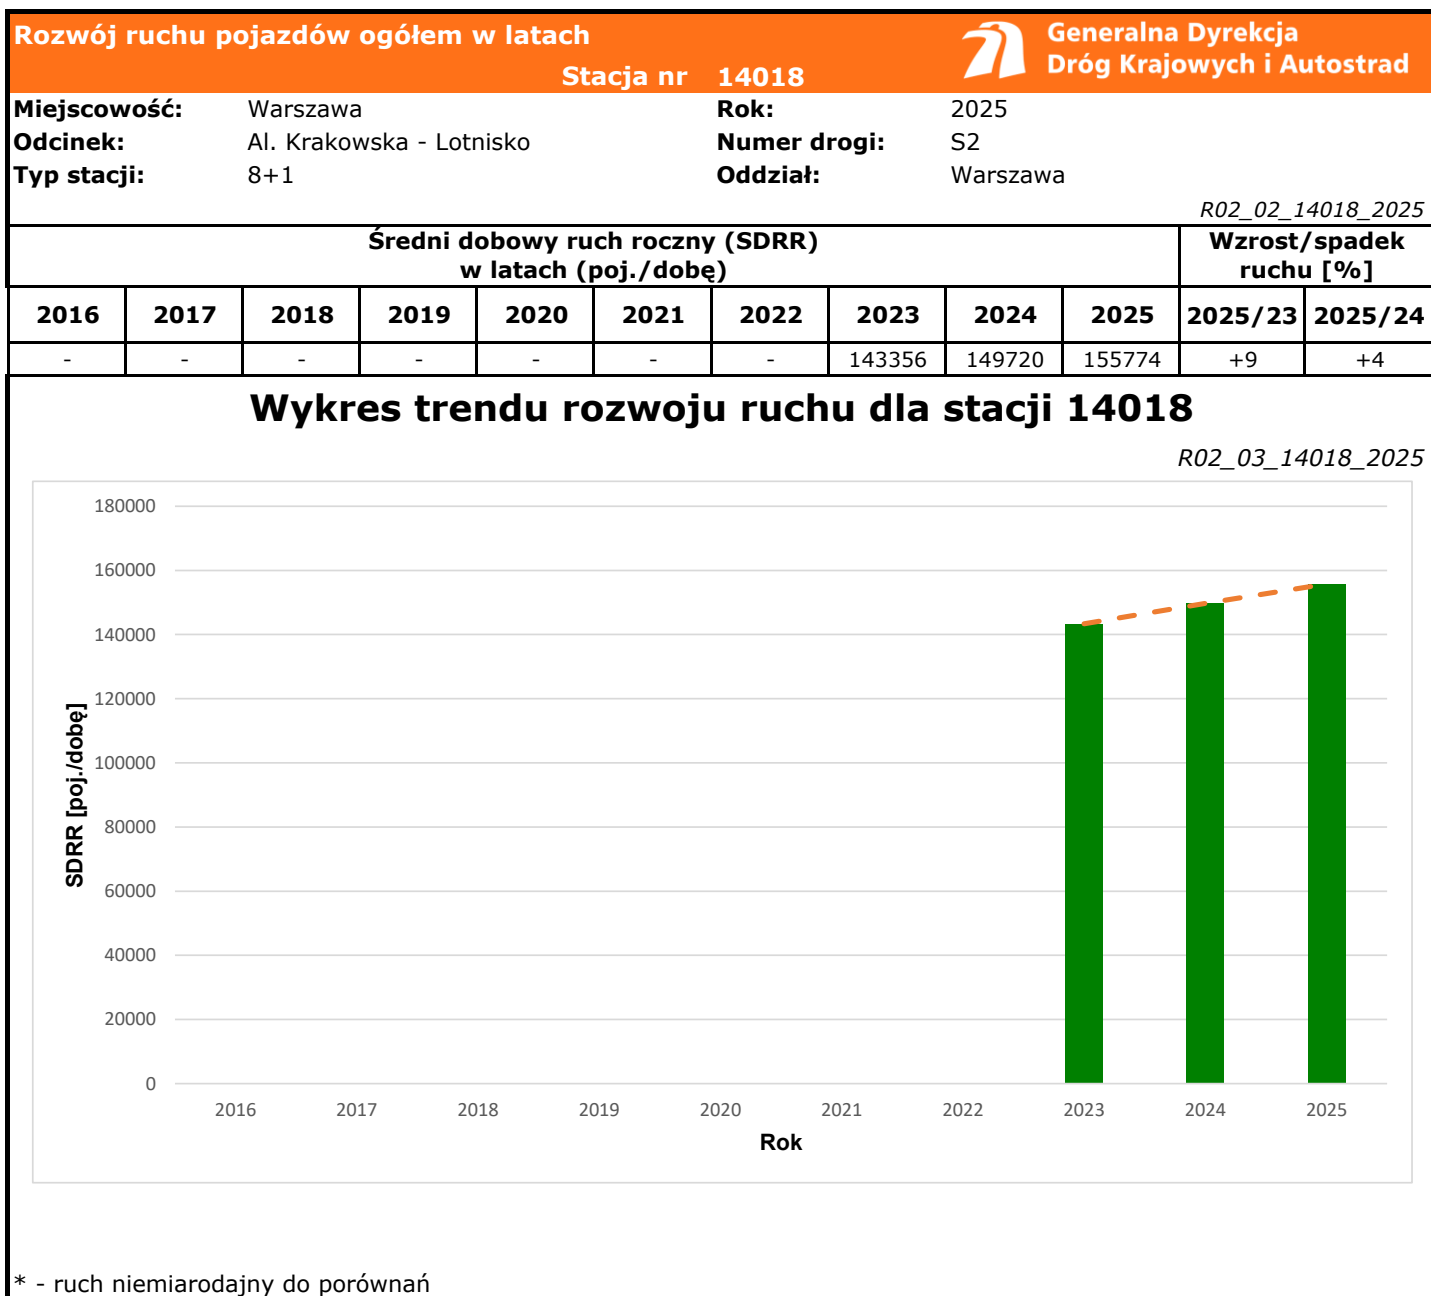 Rozwój ruchu pojazdów ogółem w latach
Generalna Dyrekcja
Dróg Krajowych i Autostrad
Stacja nr 14018
Miejscowość: Warszawa Rok: 2025
Odcinek: Al. Krakowska - Lotnisko Numer drogi: S2
Typ stacji: 8+1 Oddział: Warszawa
R02_02_14018_2025
Średni dobowy ruch roczny (SDRR)
w latach (poj./dobę)
Wzrost/spadek
ruchu [%]
2016 2017 2018 2019 2020 2021 2022 2023 2024 2025 2025/23 2025/24
- - - - - - - 143356 149720 155774 +9 +4
Wykres trendu rozwoju ruchu dla stacji 14018
R02_03_14018_2025
180000
160000
140000
120000
100000
80000
60000
40000
20000
0
SDRR [poj./dobę]
2016 2017 2018 2019 2020 2021 2022 2023 2024 2025
Rok
* - ruch niemiarodajny do porównań